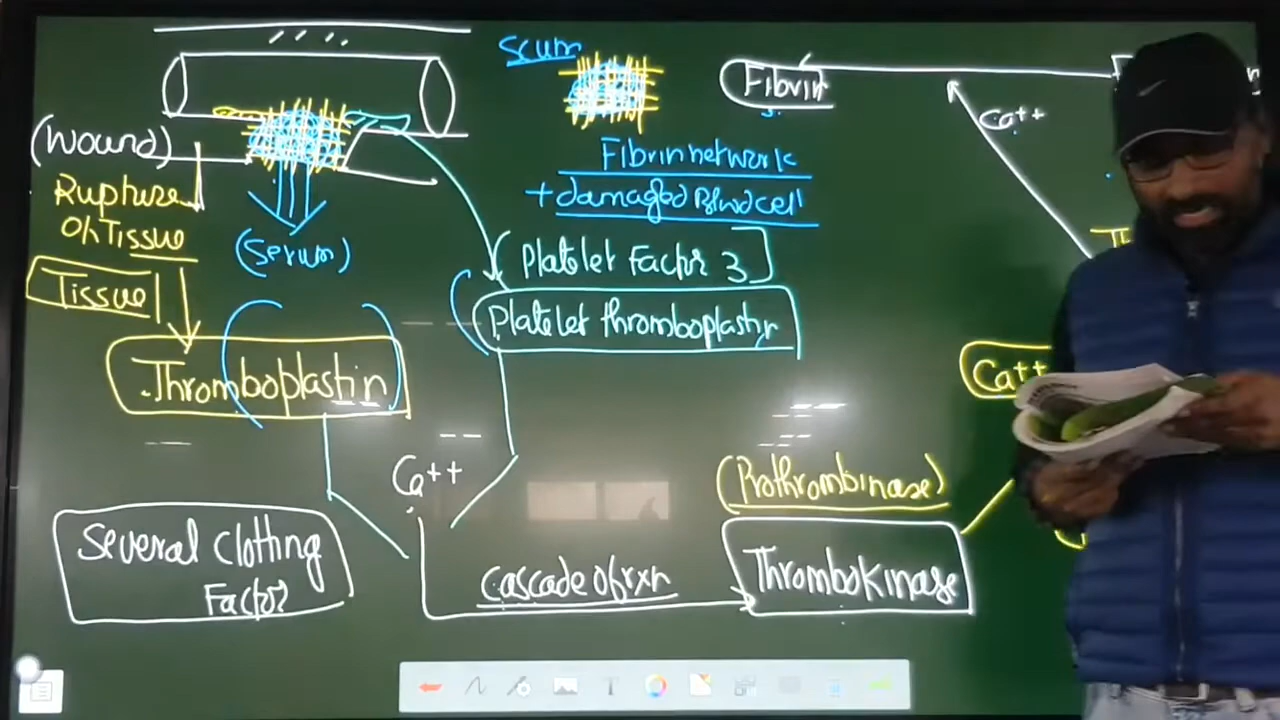 Scum
Fibrin
Ca++
(Wound)
Fibrin network
+ damaged Blood cell
Rupture
Of Tissue
(Serum)
[Platelet Factor 3]
Tissue
Platelet thromboplastin
Thromboplastin
Ca++
Ca++
(Prothrombinase)
Several Clotting
Factor
Cascade of rxn
Thrombokinase